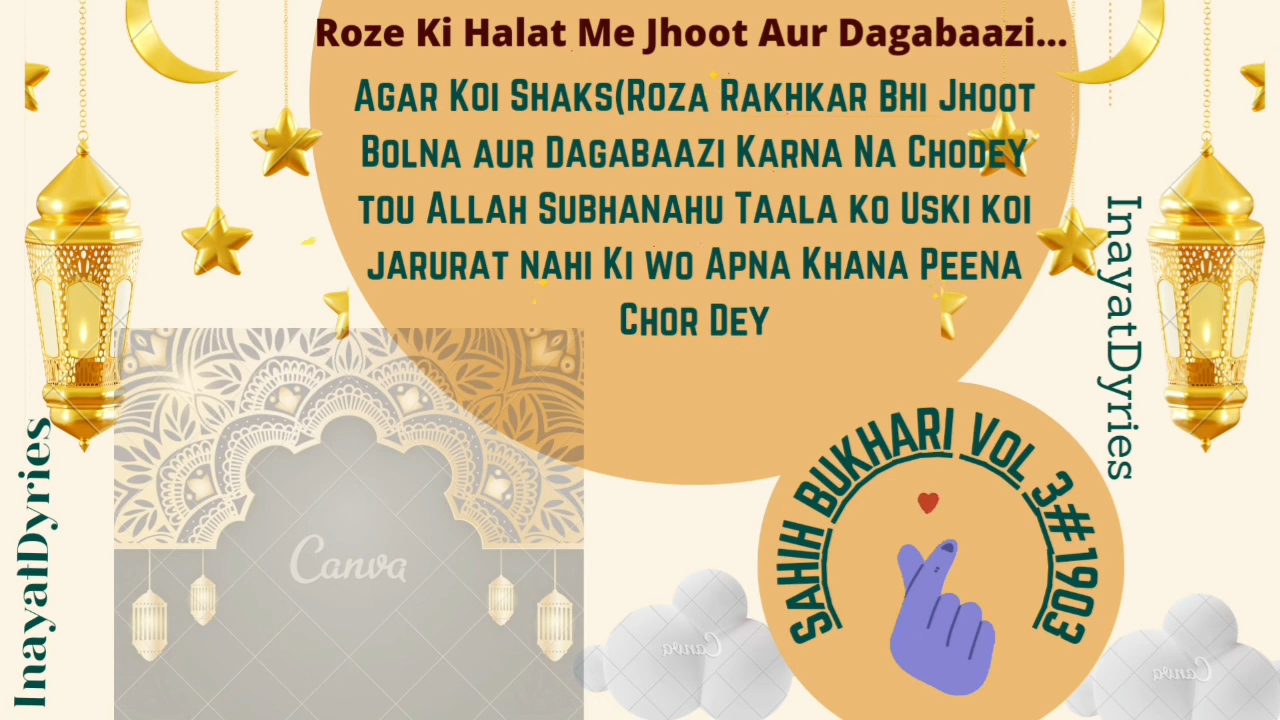 Roze Ki Halat Me Jhoot Aur Dagabaazi...
Agar Koi Shaks(Roza Rakhkar Bhi Jhoot
Bolna aur Dagabaazi Karna Na Chodey
tou Allah Subhanahu Taala ko Uski koi
jarurat nahi Ki wo Apna Khana Peena
Chor Dey
InayatDyries
InayatDyries
SAHIH BUKHARI VOL 3#1903
Canva
Canva
Canva